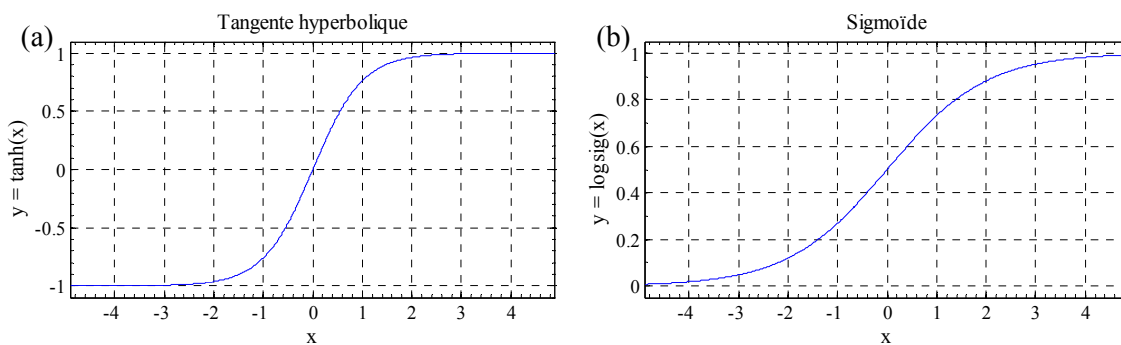 (a)
Tangente hyperbolique
y = tanh(x)
1
0.5
0
-0.5
-1
-4 -3 -2 -1 0 1 2 3 4
x
(b)
Sigmoïde
y = logsig(x)
1
0.8
0.6
0.4
0.2
0
-4 -3 -2 -1 0 1 2 3 4
x